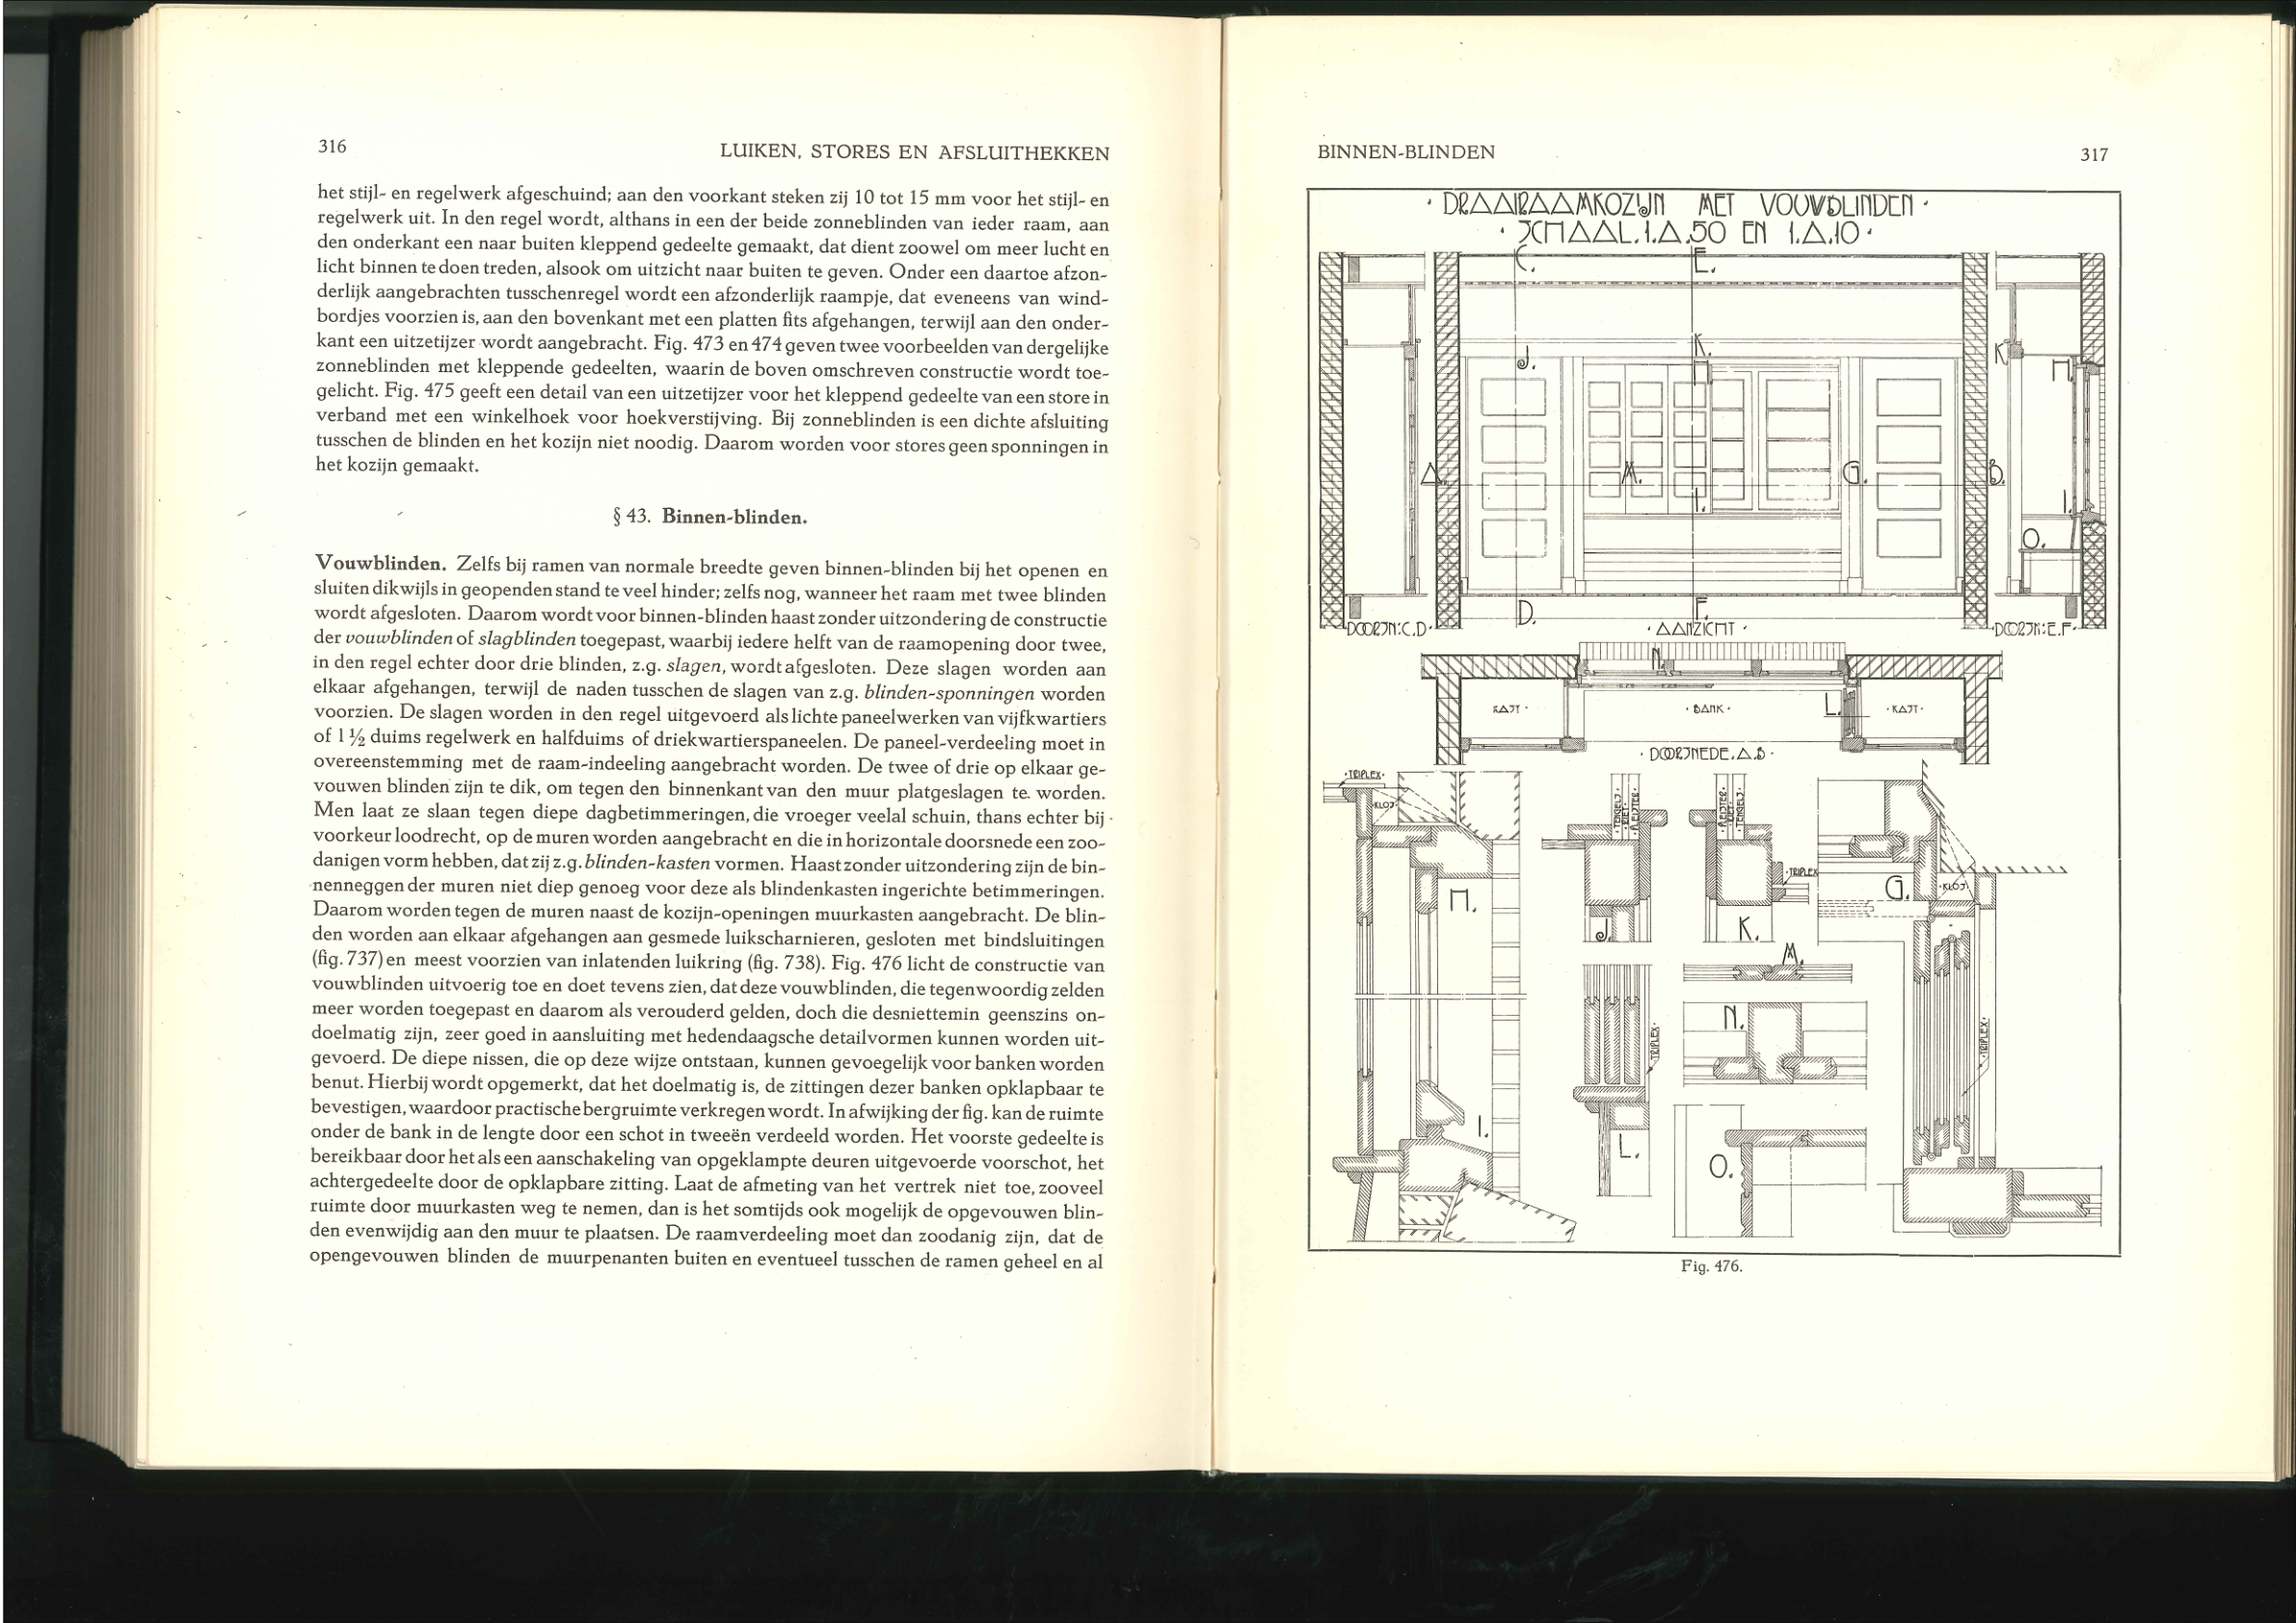 316
LUIKEN, STORES EN AFSLUITHEKKEN
het stijl- en regelwerk afgeschuind; aan den voorkant steken zij 10 tot 15 mm voor het stijl- en
regelwerk uit. In den regel wordt, althans in een der beide zonneblinden van ieder raam, aan
den onderkant een naar buiten kleppend gedeelte gemaakt, dat dient zoowel om meer lucht en
licht binnen te doen treden, alsook om uitzicht naar buiten te geven. Onder een daartoe afzon-
derlijk aangebrachten tusschenregel wordt een afzonderlijk raampje, dat eveneens van wind-
bordjes voorzien is, aan den bovenkant met een platten fits afgehangen, terwijl aan den onder-
kant een uitzetijzer wordt aangebracht. Fig. 473 en 474 geven twee voorbeelden van dergelijke
zonneblinden met kleppende gedeelten, waarin de boven omschreven constructie wordt toe-
gelicht. Fig. 475 geeft een detail van een uitzetijzer voor het kleppend gedeelte van een store in
verband met een winkelhoek voor hoekverstijving. Bij zonneblinden is een dichte afsluiting
tusschen de blinden en het kozijn niet noodig. Daarom worden voor stores geen sponningen in
het kozijn gemaakt.
§ 43. Binnen-blinden.
Vouwblinden. Zelfs bij ramen van normale breedte geven binnen-blinden bij het openen en
sluiten dikwijls in geopenden stand te veel hinder; zelfs nog, wanneer het raam met twee blinden
wordt afgesloten. Daarom wordt voor binnen-blinden haast zonder uitzondering de constructie
der vouwblinden of slagblinden toegepast, waarbij iedere helft van de raamopening door twee,
in den regel echter door drie blinden, z.g. slagen, wordt afgesloten. Deze slagen worden aan
elkaar afgehangen, terwijl de naden tusschen de slagen van z.g. blinden-sponningen worden
voorzien. De slagen worden in den regel uitgevoerd als lichte paneelwerken van vijfkwartiers
of 1 ½ duims regelwerk en halfduims of driekwartierspaneelen. De paneel-verdeeling moet in
overeenstemming met de raam-indeeling aangebracht worden. De twee of drie op elkaar ge-
vouwen blinden zijn te dik, om tegen den binnenkant van den muur platgeslagen te worden.
Men laat ze slaan tegen diepe dagbetimmeringen, die vroeger veelal schuin, thans echter bij
voorkeur loodrecht, op de muren worden aangebracht en die in horizontale doorsnede een zoo-
danigen vorm hebben, dat zij z.g. blinden-kasten vormen. Haast zonder uitzondering zijn de bin-
nenneggen der muren niet diep genoeg voor deze als blindenkasten ingerichte betimmeringen.
Daarom worden tegen de muren naast de kozijn-openingen muurkasten aangebracht. De blin-
den worden aan elkaar afgehangen aan gesmede luikscharnieren, gesloten met bindsluitingen
(fig. 737) en meest voorzien van inlatenden luikring (fig. 738). Fig. 476 licht de constructie van
vouwblinden uitvoerig toe en doet tevens zien, dat deze vouwblinden, die tegenwoordig zelden
meer worden toegepast en daarom als verouderd gelden, doch die desniettemin geenszins on-
doelmatig zijn, zeer goed in aansluiting met hedendaagsche detailvormen kunnen worden uit-
gevoerd. De diepe nissen, die op deze wijze ontstaan, kunnen gevoegelijk voor banken worden
benut. Hierbij wordt opgemerkt, dat het doelmatig is, de zittingen dezer banken opklapbaar te
bevestigen, waardoor practische bergruimte verkregen wordt. In afwijking der fig. kan de ruimte
onder de bank in de lengte door een schot in tweeën verdeeld worden. Het voorste gedeelte is
bereikbaar door het als een aanschakeling van opgeklampte deuren uitgevoerde voorschot, het
achtergedeelte door de opklapbare zitting. Laat de afmeting van het vertrek niet toe, zooveel
ruimte door muurkasten weg te nemen, dan is het somtijds ook mogelijk de opgevouwen blin-
den evenwijdig aan den muur te plaatsen. De raamverdeeling moet dan zoodanig zijn, dat de
opengevouwen blinden de muurpenanten buiten en eventueel tusschen de ramen geheel en al
BINNEN-BLINDEN
317
· DRAAIRAAMKOZIJN MET VOUWBLINDEN ·
· SCHAAL. 1. A. 50 EN 1. A. 10 ·
C. E.
J. K. H. K. H.
A. M. I. G. B. I.
O.
D. F.
DOORSN: C.D · · AANZICHT · · DOORSN: E.F ·
N.
KAST · · BANK · L. · KAST ·
· DOORSNEDE. A.B ·
· TRIPLEX ·
· KLOS ·
· TENGELS · · RIET · · PLEISTER ·
· PLEISTER · · RIET · · TENGELS ·
· TRIPLEX
H. J. K. G. · KLOS ·
M.
N.
· TRIPLEX ·
· TRIPLEX ·
I. L. O.
Fig. 476.